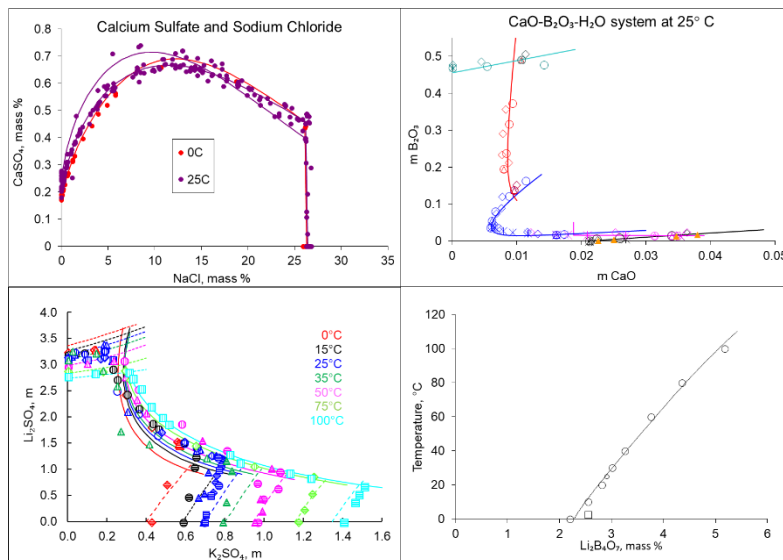 Calcium Sulfate and Sodium Chloride
CaSO₄, mass %
0.8
0.7
0.6
0.5
0.4
0.3
0.2
0.1
0
0C
25C
0 5 10 15 20 25 30 35
NaCl, mass %
CaO-B₂O₃-H₂O system at 25° C
m B₂O₃
0.5
0.4
0.3
0.2
0.1
0
0 0.01 0.02 0.03 0.04 0.05
m CaO
Li₂SO₄, m
4.0
3.5
3.0
2.5
2.0
1.5
1.0
0.5
0.0
0°C
15°C
25°C
35°C
50°C
75°C
100°C
0.0 0.2 0.4 0.6 0.8 1.0 1.2 1.4 1.6
K₂SO₄, m
Temperature, °C
120
100
80
60
40
20
0
0 1 2 3 4 5 6
Li₂B₄O₇, mass %